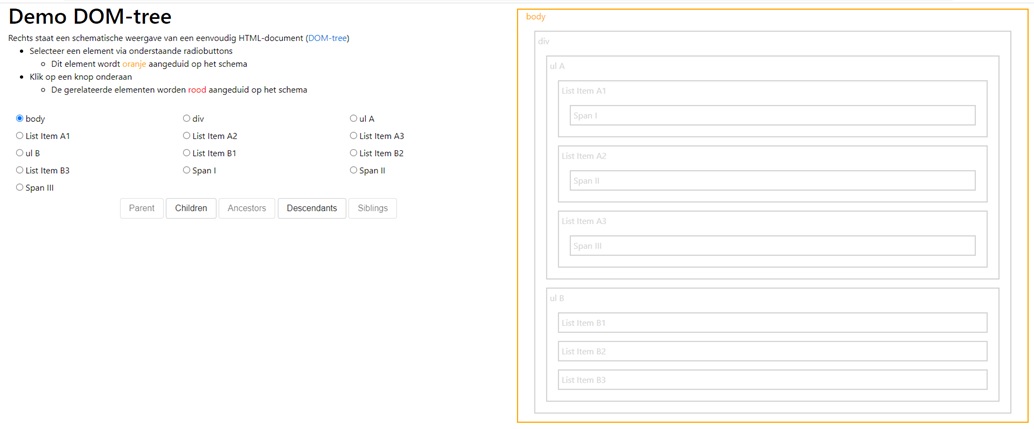 Demo DOM-tree
Rechts staat een schematische weergave van een eenvoudig HTML-document (DOM-tree)
Selecteer een element via onderstaande radiobuttons
Dit element wordt oranje aangeduid op het schema
Klik op een knop onderaan
De gerelateerde elementen worden rood aangeduid op het schema
body div ul A
List Item A1 List Item A2 List Item A3
ul B List Item B1 List Item B2
List Item B3 Span I Span II
Span III
Parent Children Ancestors Descendants Siblings
body
div
ul A
List Item A1
Span I
List Item A2
Span II
List Item A3
Span III
ul B
List Item B1
List Item B2
List Item B3